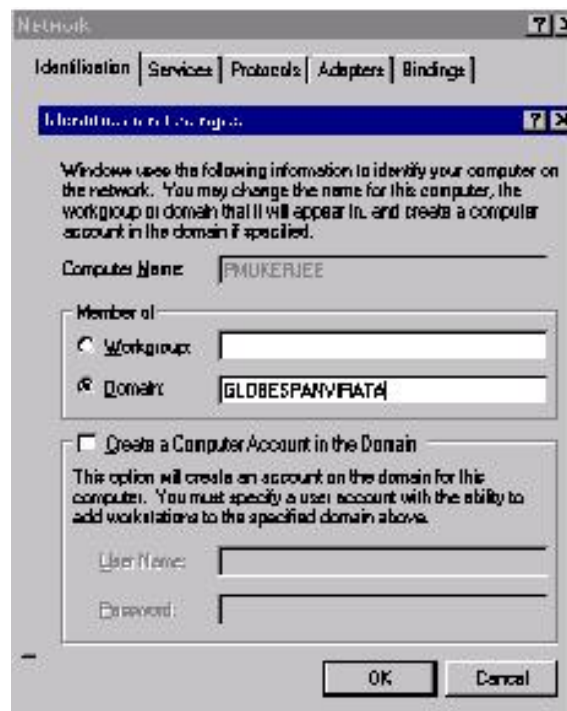 Network
Identification Services Protocols Adapters Bindings
Identification Changes
Windows uses the following information to identify your computer on
the network. You may change the name for this computer, the
workgroup or domain that it will appear in, and create a computer
account in the domain if specified.
Computer Name: PMUKERJEE
Member of
Workgroup:
Domain: GLOBESPANVIRATA
Create a Computer Account in the Domain
This option will create an account on the domain for this
computer. You must specify a user account with the ability to
add workstations to the specified domain above.
User Name:
Password:
OK Cancel